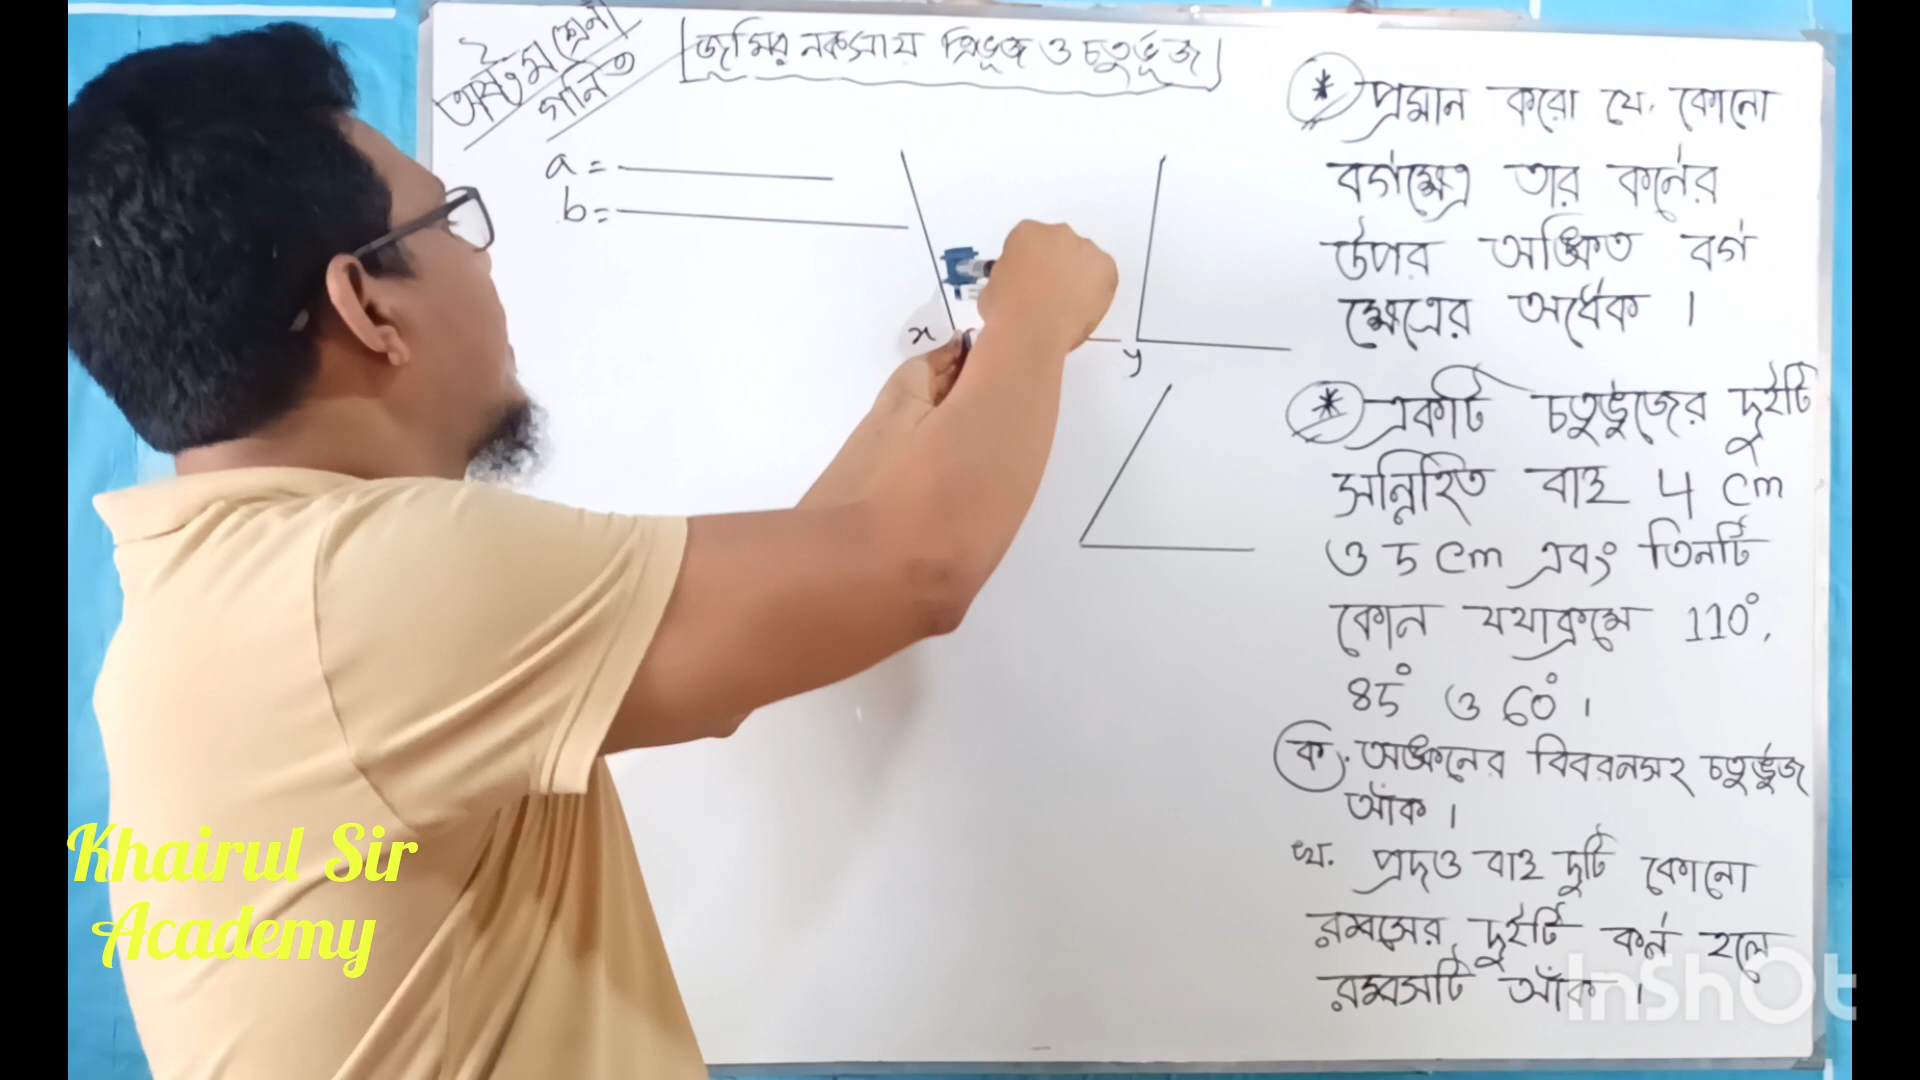 অষ্টম শ্রেনী
গনিত
[জমির নকসায় ত্রিভূজ ও চতুর্ভূজ]
a =
b =
x
y
* প্রমান করো যে, কোনো
বর্গক্ষেত্র তার কর্নের
উপর অঙ্কিত বর্গ
ক্ষেত্রের অর্ধেক ।
* একটি চতুর্ভুজের দুইটি
সন্নিহিত বাহু 4 cm
ও 5 cm এবং তিনটি
কোন যথাক্রমে 110°,
85° ও 60° ।
ক. অঙ্কনের বিবরনসহ চতুর্ভুজ
আঁক ।
খ. প্রদত্ত বাহু দুটি কোনো
রম্বসের দুইটি কর্ন হলে
রম্বসটি আঁক ।
Khairul Sir
Academy
InShOt